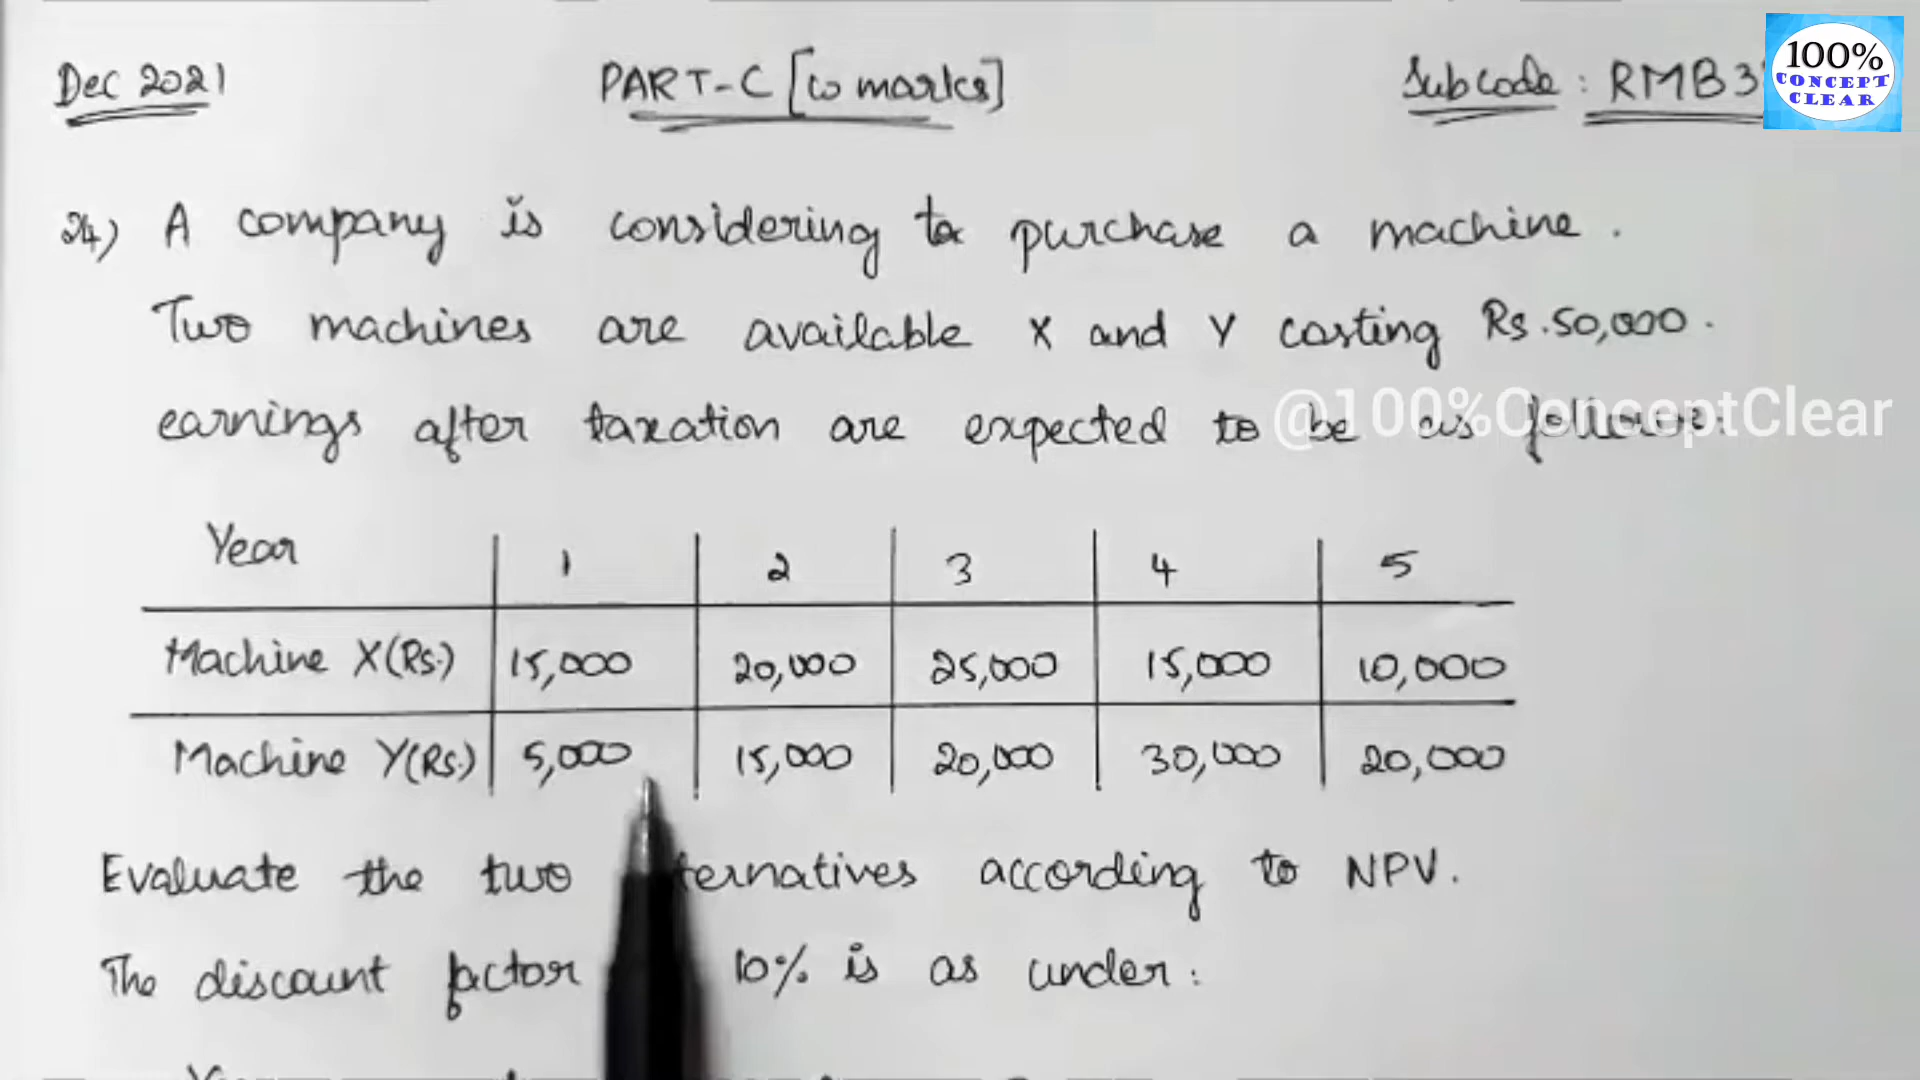 Dec 2021 PART-C [10 marks] Subcode : RMB3
100% CONCEPT CLEAR
24) A company is considering to purchase a machine.
Two machines are available X and Y costing Rs.50,000.
earnings after taxation are expected to be as follows:
@100%ConceptClear
Year 1 2 3 4 5
Machine X(Rs.) 15,000 20,000 25,000 15,000 10,000
Machine Y(Rs.) 5,000 15,000 20,000 30,000 20,000
Evaluate the two ternatives according to NPV.
The discount factor 10% is as under: